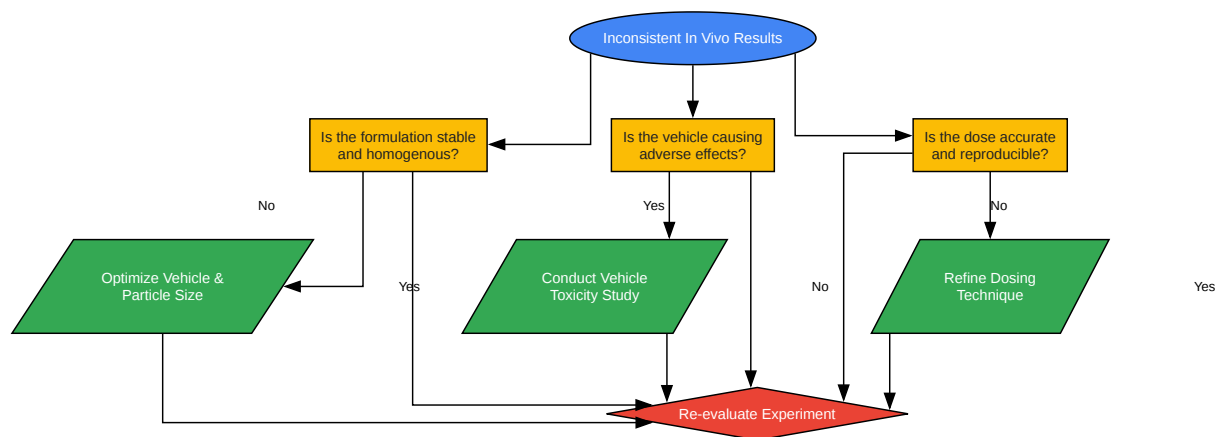 Inconsistent In Vivo Results
Is the formulation stable
and homogenous?
Is the vehicle causing
adverse effects?
Is the dose accurate
and reproducible?
No
Yes
No
Optimize Vehicle &
Particle Size
Yes
Conduct Vehicle
Toxicity Study
No
Refine Dosing
Technique
Yes
Re-evaluate Experiment